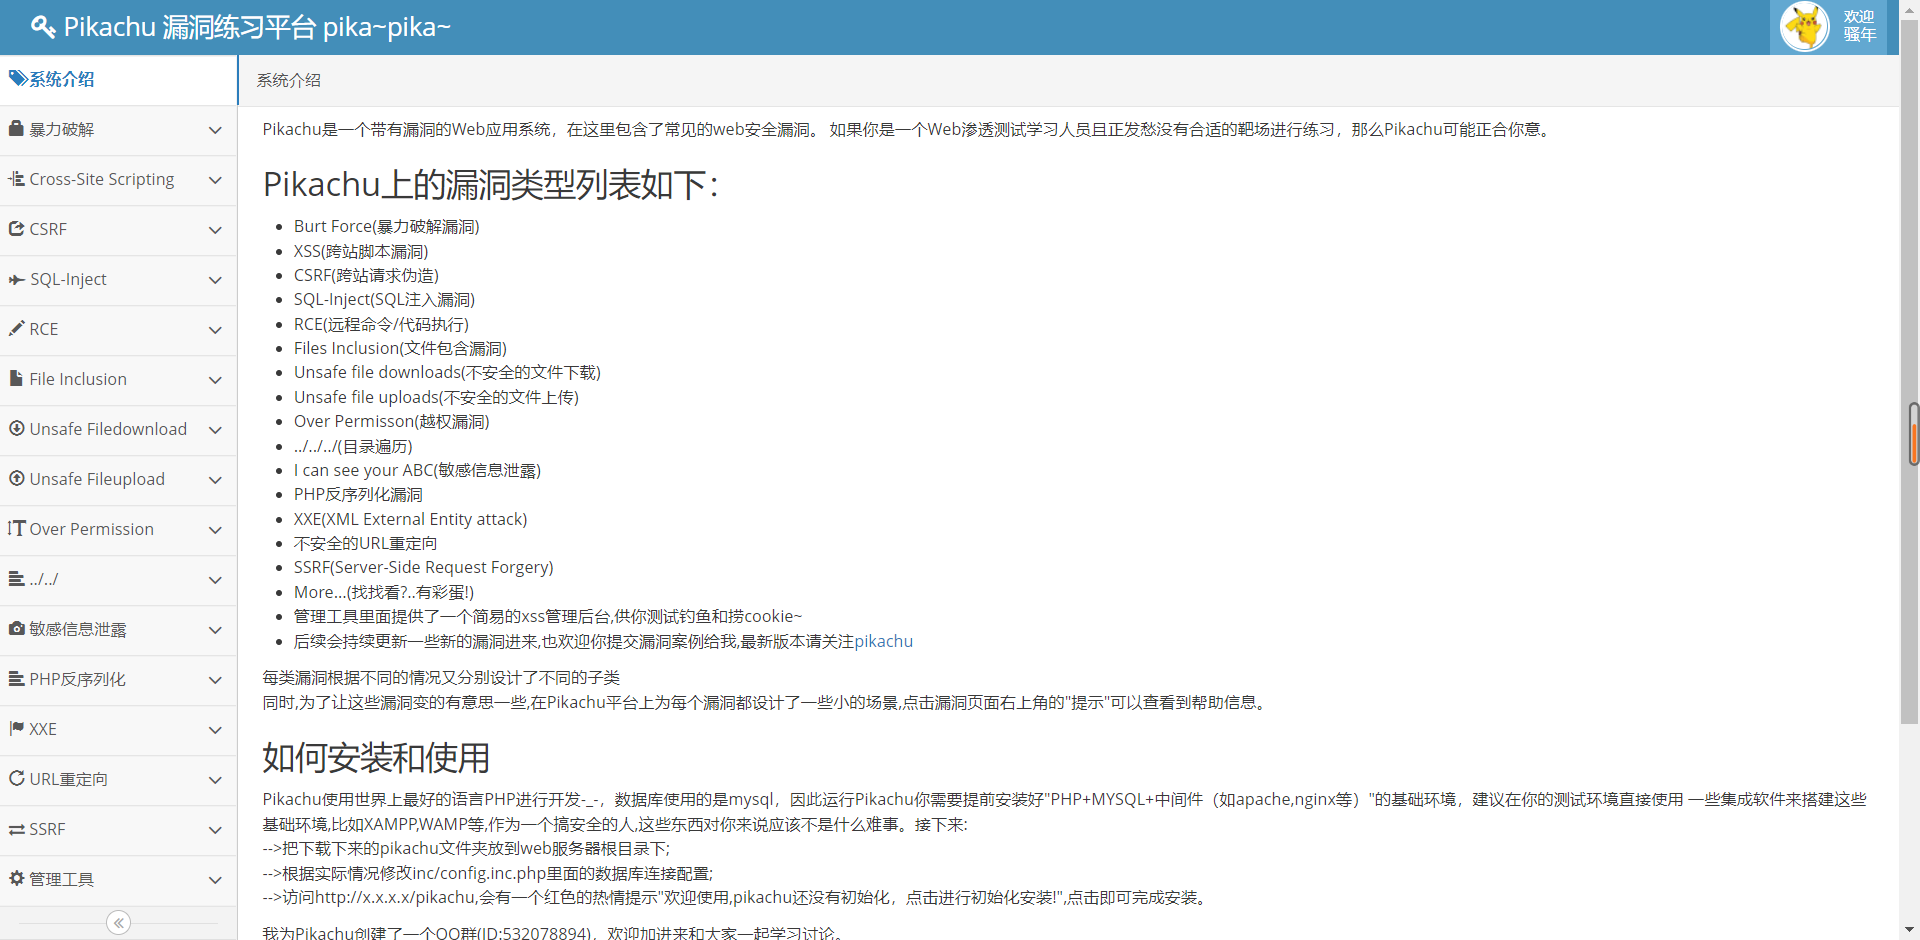 Pikachu 漏洞练习平台 pika~pika~
欢迎
骚年
系统介绍
暴力破解
Cross-Site Scripting
CSRF
SQL-Inject
RCE
File Inclusion
Unsafe Filedownload
Unsafe Fileupload
Over Permission
../../
敏感信息泄露
PHP反序列化
XXE
URL重定向
SSRF
管理工具
系统介绍
Pikachu是一个带有漏洞的Web应用系统，在这里包含了常见的web安全漏洞。 如果你是一个Web渗透测试学习人员且正发愁没有合适的靶场进行练习，那么Pikachu可能正合你意。
Pikachu上的漏洞类型列表如下：
Burt Force(暴力破解漏洞)
XSS(跨站脚本漏洞)
CSRF(跨站请求伪造)
SQL-Inject(SQL注入漏洞)
RCE(远程命令/代码执行)
Files Inclusion(文件包含漏洞)
Unsafe file downloads(不安全的文件下载)
Unsafe file uploads(不安全的文件上传)
Over Permisson(越权漏洞)
../../../(目录遍历)
I can see your ABC(敏感信息泄露)
PHP反序列化漏洞
XXE(XML External Entity attack)
不安全的URL重定向
SSRF(Server-Side Request Forgery)
More...(找找看?..有彩蛋!)
管理工具里面提供了一个简易的xss管理后台,供你测试钓鱼和捞cookie~
后续会持续更新一些新的漏洞进来,也欢迎你提交漏洞案例给我,最新版本请关注pikachu
每类漏洞根据不同的情况又分别设计了不同的子类
同时,为了让这些漏洞变的有意思一些,在Pikachu平台上为每个漏洞都设计了一些小的场景,点击漏洞页面右上角的"提示"可以查看到帮助信息。
如何安装和使用
Pikachu使用世界上最好的语言PHP进行开发-_-，数据库使用的是mysql，因此运行Pikachu你需要提前安装好"PHP+MYSQL+中间件（如apache,nginx等）"的基础环境，建议在你的测试环境直接使用 一些集成软件来搭建这些
基础环境,比如XAMPP,WAMP等,作为一个搞安全的人,这些东西对你来说应该不是什么难事。接下来:
-->把下载下来的pikachu文件夹放到web服务器根目录下;
-->根据实际情况修改inc/config.inc.php里面的数据库连接配置;
-->访问http://x.x.x.x/pikachu,会有一个红色的热情提示"欢迎使用,pikachu还没有初始化，点击进行初始化安装!",点击即可完成安装。
我为Pikachu创建了一个QQ群(ID:532078894)，欢迎加进来和大家一起学习讨论。